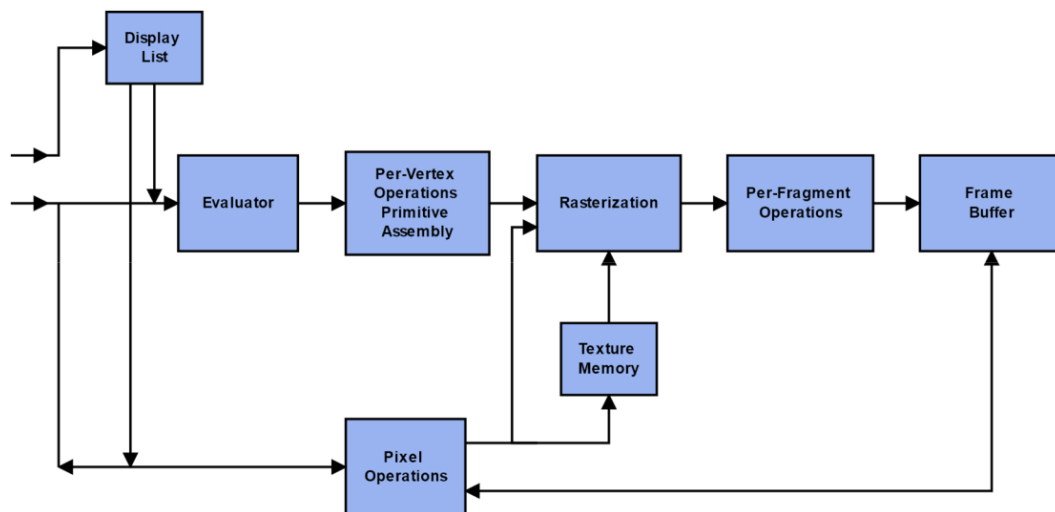 Display
List
Evaluator
Per-Vertex
Operations
Primitive
Assembly
Rasterization
Per-Fragment
Operations
Frame
Buffer
Texture
Memory
Pixel
Operations